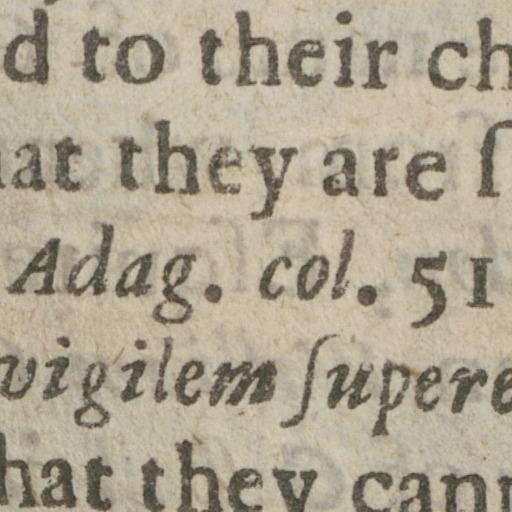 d to their ch
hat they are ſ
Adag. col. 51
vigilem ſupere
hat they cann